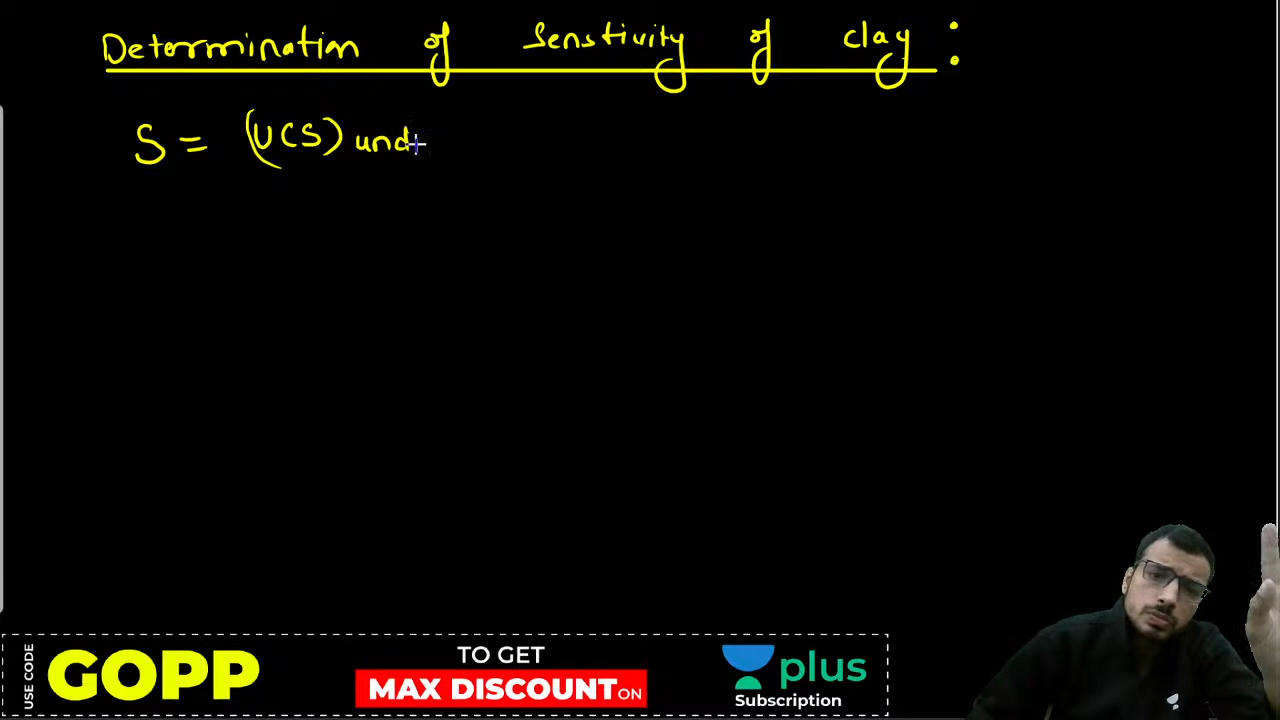 Determination of Senstivity of clay :
S = (UCS) und
USE CODE
GOPP
TO GET
MAX DISCOUNT ON
plus
Subscription